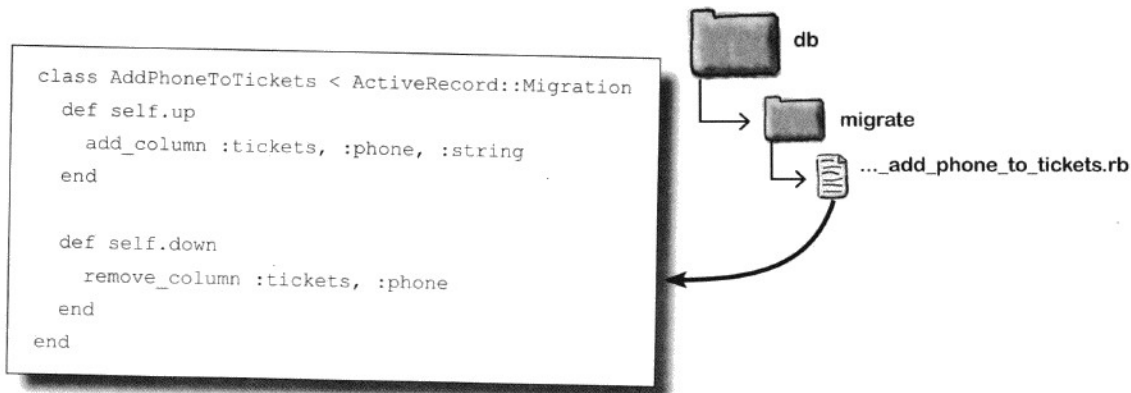 class AddPhoneToTickets < ActiveRecord::Migration
  def self.up
    add_column :tickets, :phone, :string
  end

  def self.down
    remove_column :tickets, :phone
  end
end
db
migrate
..._add_phone_to_tickets.rb